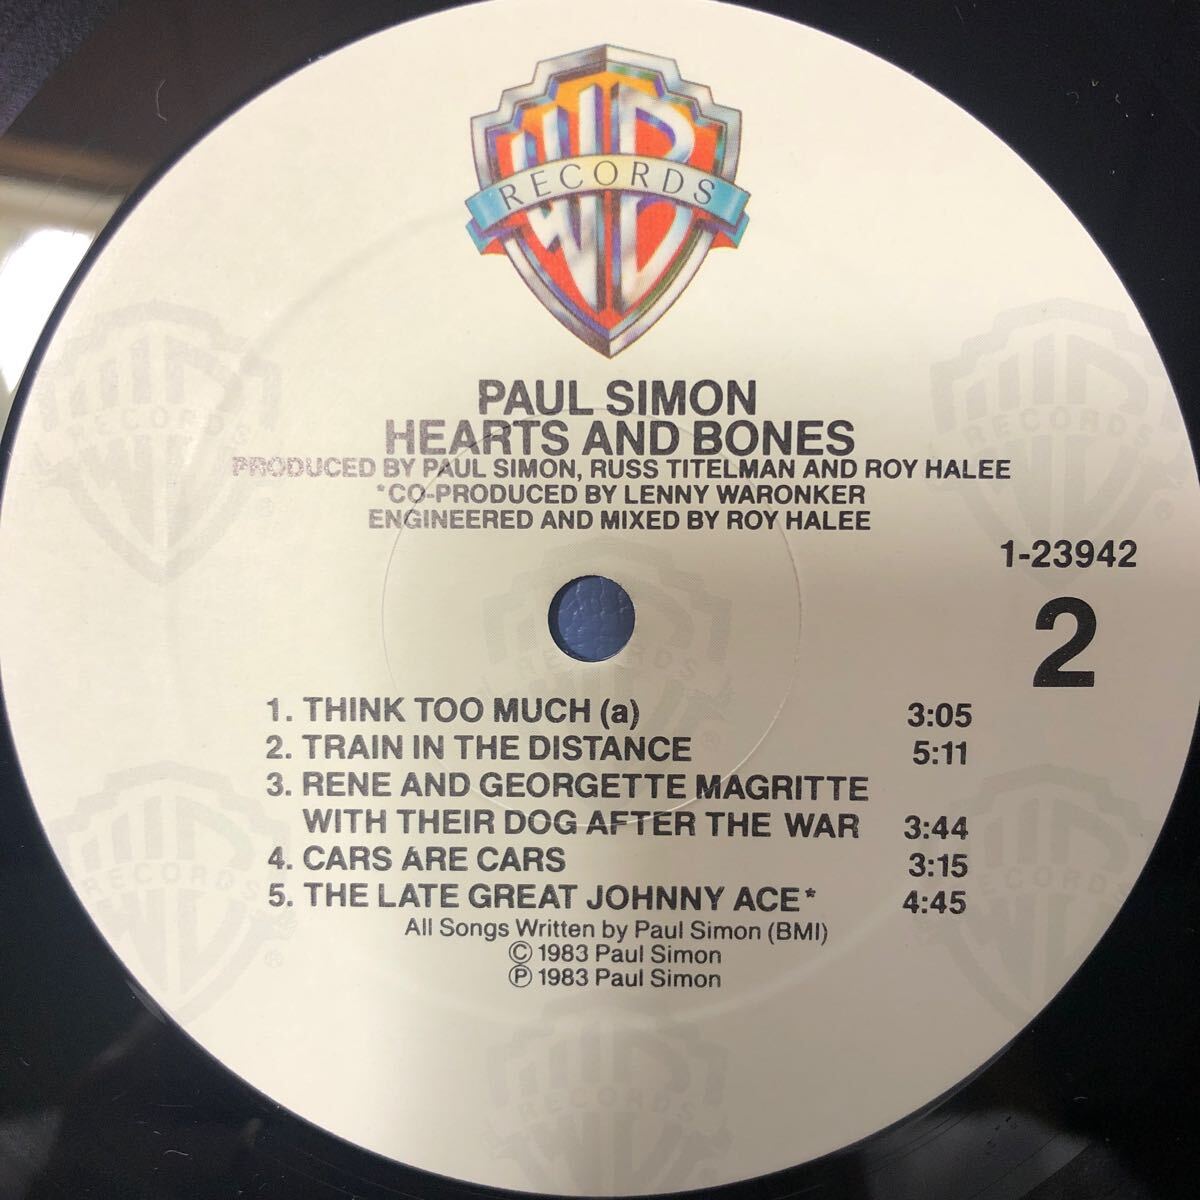 WB
RECORDS
PAUL SIMON
HEARTS AND BONES
PRODUCED BY PAUL SIMON, RUSS TITELMAN AND ROY HALEE
*CO-PRODUCED BY LENNY WARONKER
ENGINEERED AND MIXED BY ROY HALEE
1-23942
2
1. THINK TOO MUCH (a) 3:05
2. TRAIN IN THE DISTANCE 5:11
3. RENE AND GEORGETTE MAGRITTE
WITH THEIR DOG AFTER THE WAR 3:44
4. CARS ARE CARS 3:15
5. THE LATE GREAT JOHNNY ACE* 4:45
All Songs Written by Paul Simon (BMI)
Ⓒ 1983 Paul Simon
Ⓟ 1983 Paul Simon